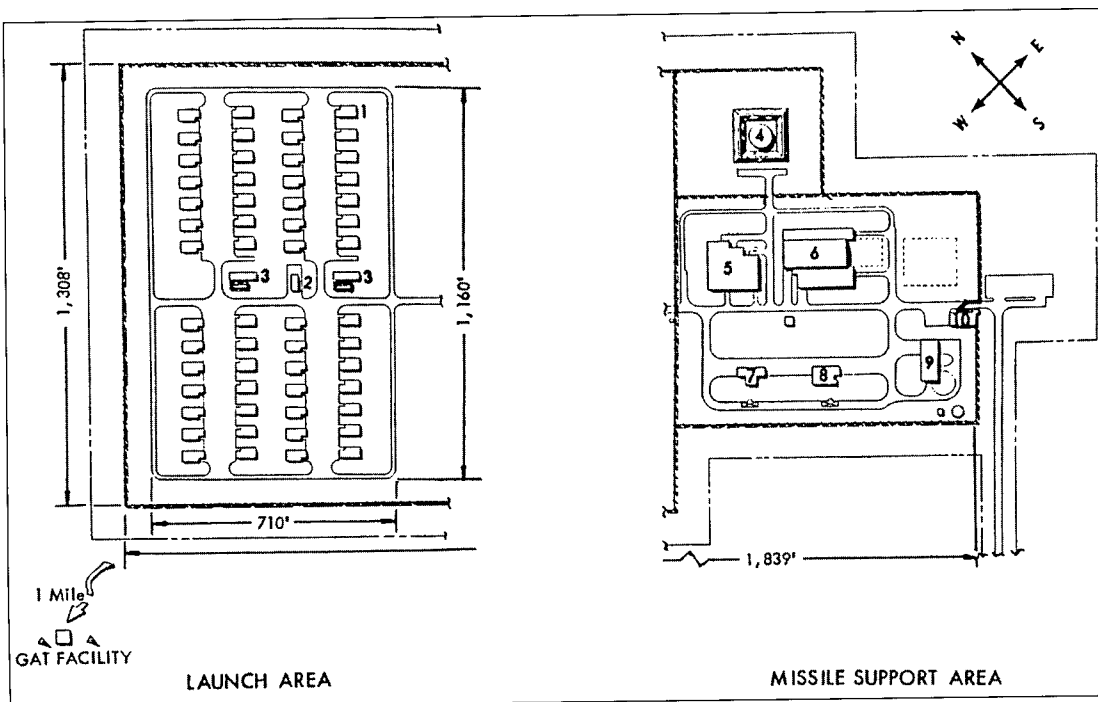 N
E
W
S
1
4
1,308'
1,160'
5
6
3
2
3
10
7
8
9
710'
1,839'
1 Mile
GAT FACILITY
LAUNCH AREA
MISSILE SUPPORT AREA